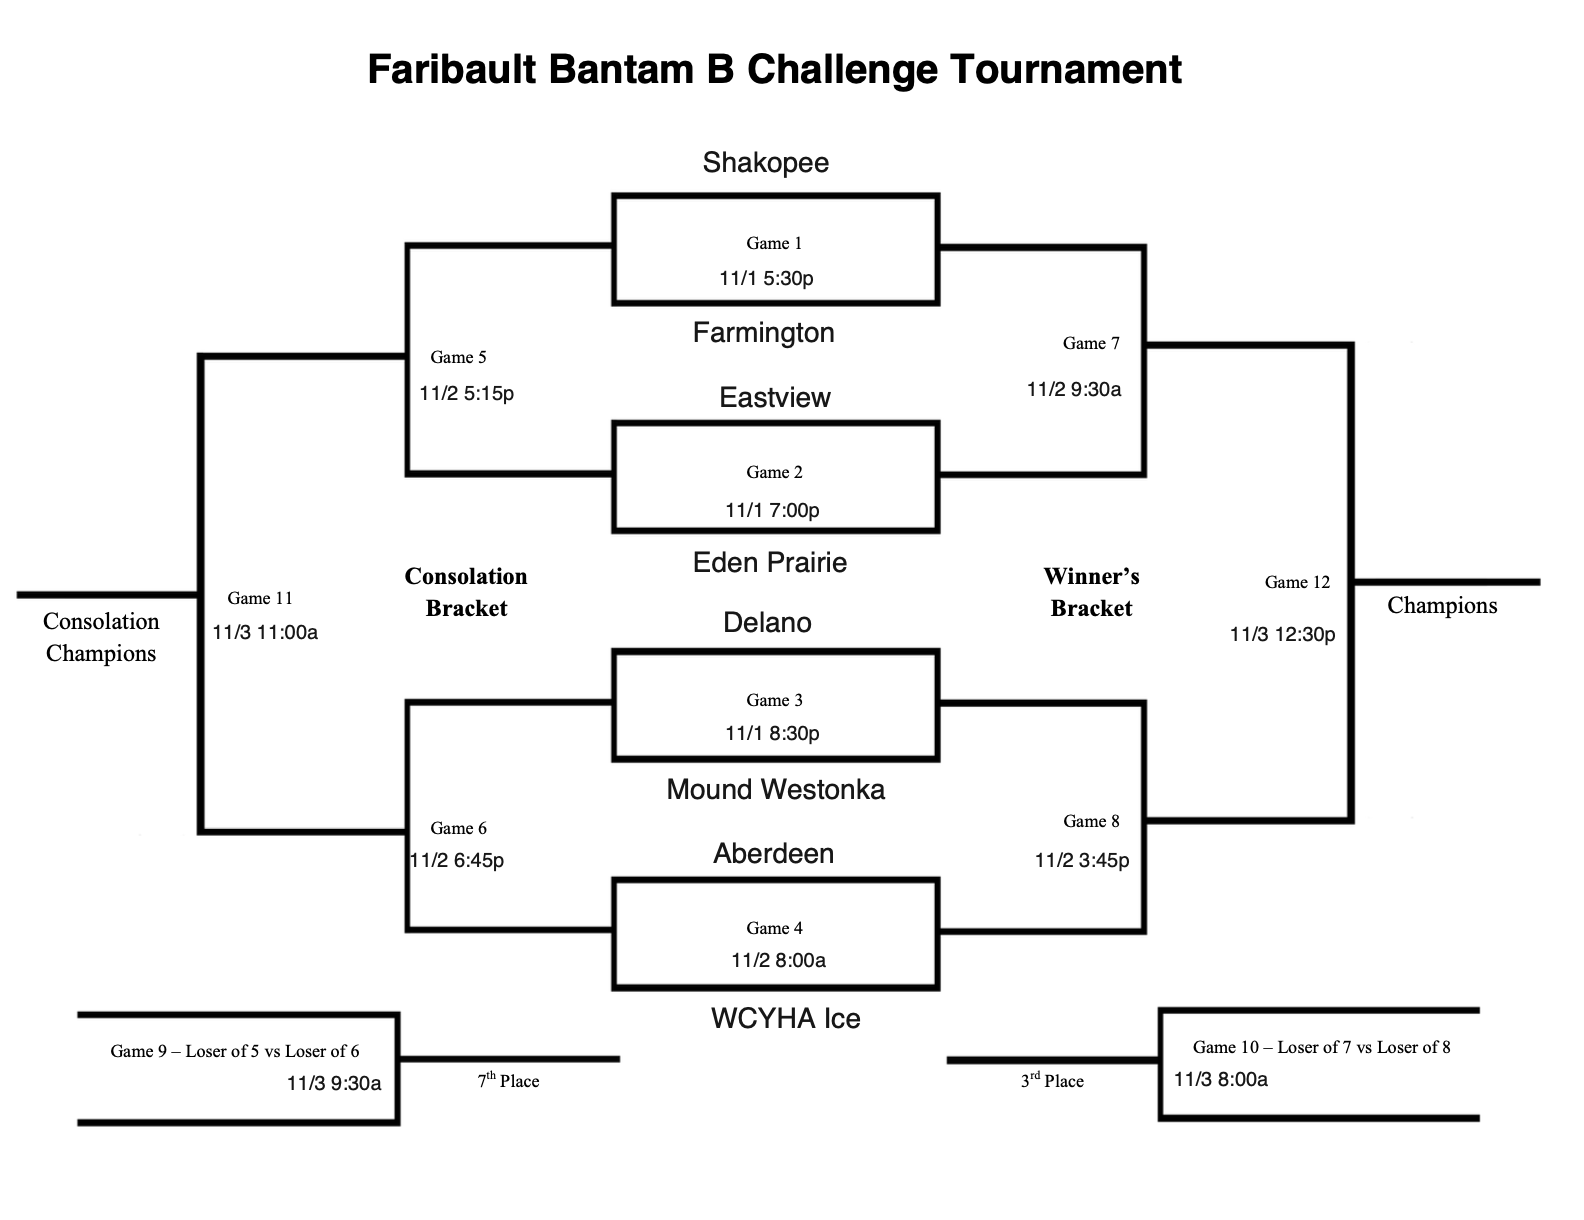 Faribault Bantam B Challenge Tournament
Shakopee
Game 1
11/1 5:30p
Farmington
Game 5
11/2 5:15p
Game 7
11/2 9:30a
Eastview
Game 2
11/1 7:00p
Eden Prairie
Consolation
Bracket
Winner’s
Bracket
Game 11
11/3 11:00a
Consolation
Champions
Game 12
11/3 12:30p
Champions
Delano
Game 3
11/1 8:30p
Mound Westonka
Game 6
11/2 6:45p
Game 8
11/2 3:45p
Aberdeen
Game 4
11/2 8:00a
WCYHA Ice
Game 9 – Loser of 5 vs Loser of 6
11/3 9:30a
7th Place
3rd Place
Game 10 – Loser of 7 vs Loser of 8
11/3 8:00a